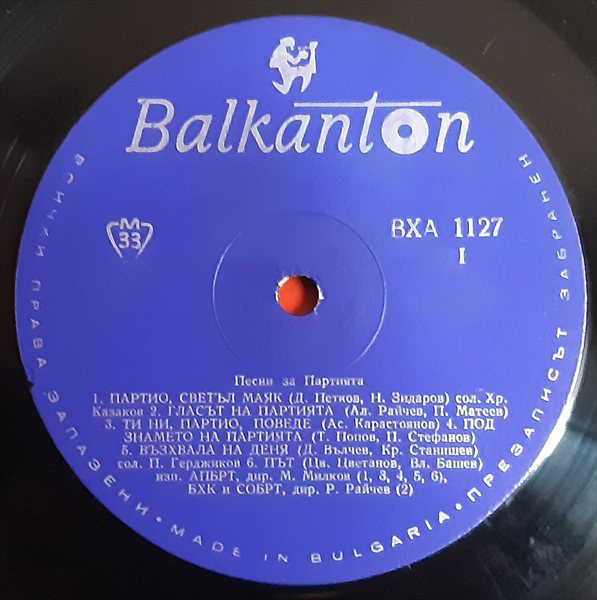 Balkanton
M
33
ВХА 1127
I
Песни за Партията
1. ПАРТИО, СВЕТЪЛ МАЯК (Д. Петков, Н. Зидаров) сол. Хр.
Казаков 2. ГЛАСЪТ НА ПАРТИЯТА (Ал. Райчев, П. Матеев)
3. ТИ НИ, ПАРТИО, ПОВЕДЕ (Ас. Карастоянов) 4. ПОД
ЗНАМЕТО НА ПАРТИЯТА (Т. Попов, П. Стефанов)
5. ВЪЗХВАЛА НА ДЕНЯ (Д. Вълчев, Кр. Станишев)
сол. П. Герджиков 6. ПЪТ (Цв. Цветанов, Вл. Башев)
изп. АПБРТ, дир. М. Милков (1, 3, 4, 5, 6),
БХК и СОБРТ, дир. Р. Райчев (2)
ВСИЧКИ ПРАВА ЗАПАЗЕНИ • MADE IN BULGARIA • ПРЕЗАПИСЪТ ЗАБРАНЕН